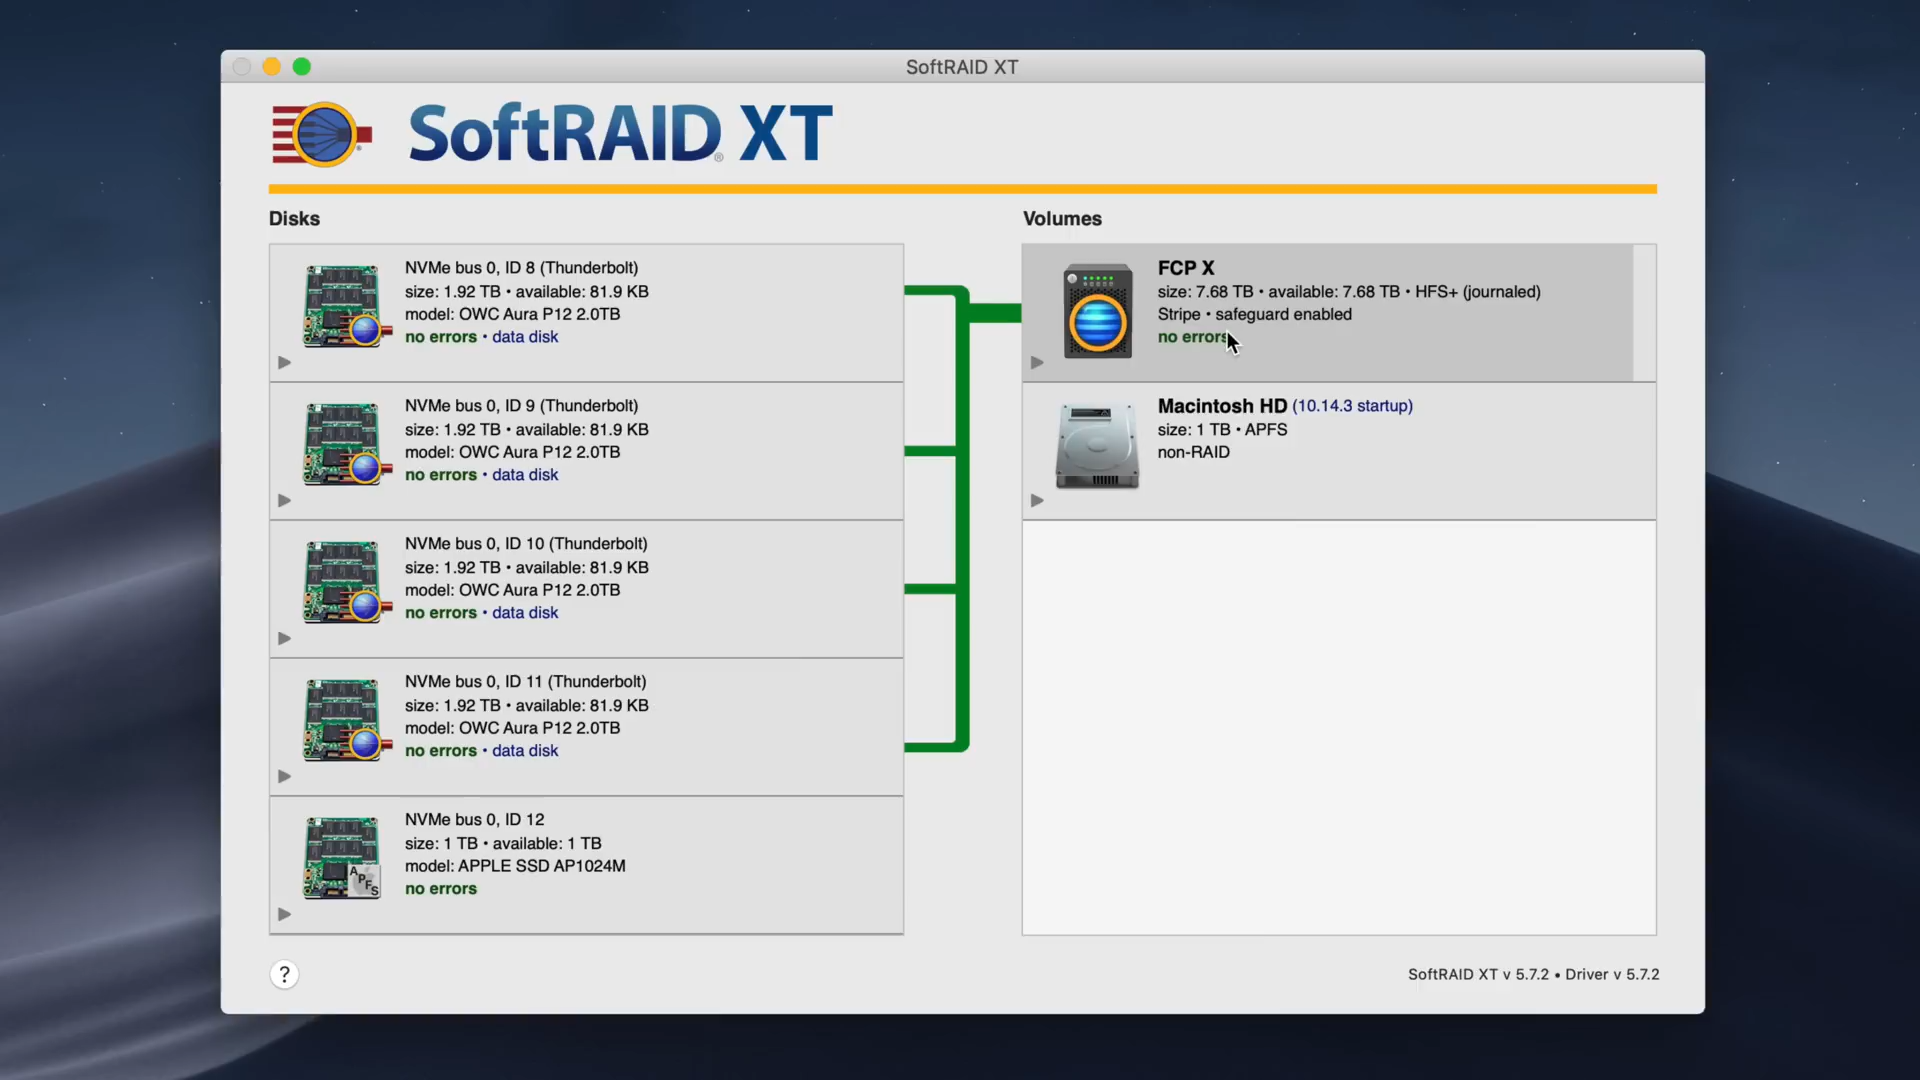 SoftRAID XT
SoftRAID® XT
Disks
NVMe bus 0, ID 8 (Thunderbolt)
size: 1.92 TB • available: 81.9 KB
model: OWC Aura P12 2.0TB
no errors • data disk
NVMe bus 0, ID 9 (Thunderbolt)
size: 1.92 TB • available: 81.9 KB
model: OWC Aura P12 2.0TB
no errors • data disk
NVMe bus 0, ID 10 (Thunderbolt)
size: 1.92 TB • available: 81.9 KB
model: OWC Aura P12 2.0TB
no errors • data disk
NVMe bus 0, ID 11 (Thunderbolt)
size: 1.92 TB • available: 81.9 KB
model: OWC Aura P12 2.0TB
no errors • data disk
NVMe bus 0, ID 12
size: 1 TB • available: 1 TB
model: APPLE SSD AP1024M
no errors
APFS
Volumes
FCP X
size: 7.68 TB • available: 7.68 TB • HFS+ (journaled)
Stripe • safeguard enabled
no errors
Macintosh HD (10.14.3 startup)
size: 1 TB • APFS
non-RAID
?
SoftRAID XT v 5.7.2 • Driver v 5.7.2